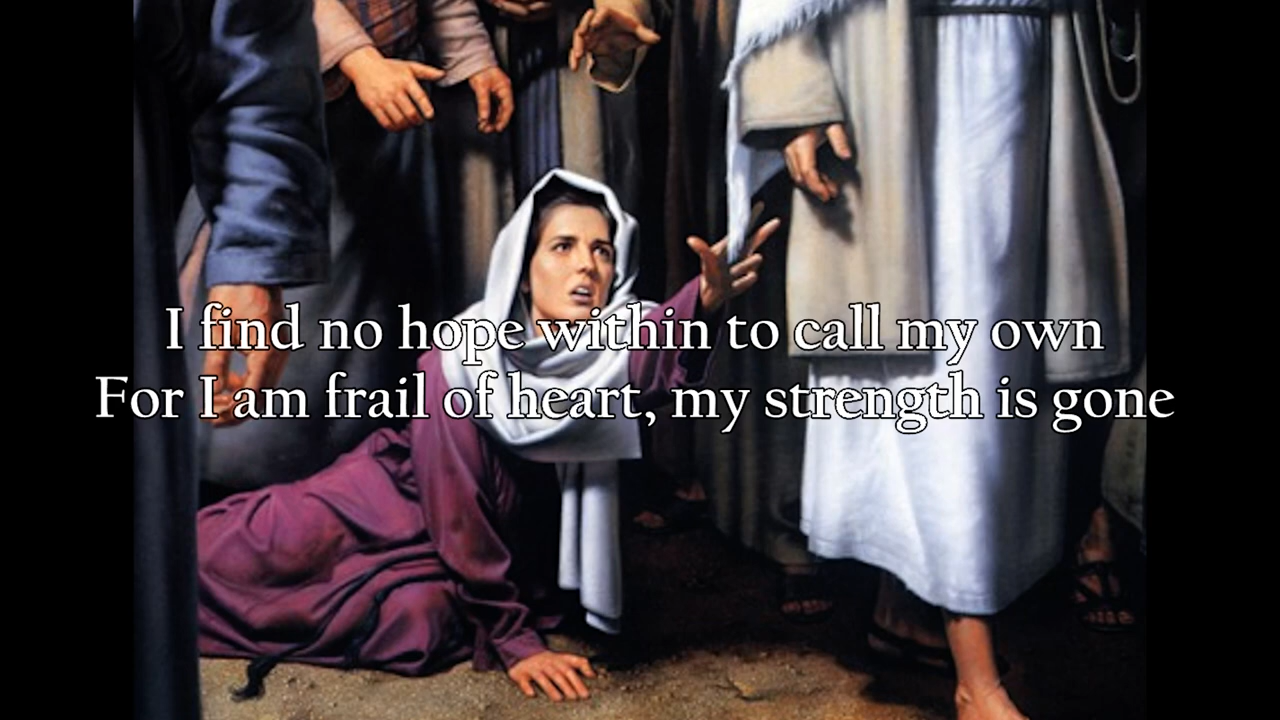 I find no hope within to call my own
For I am frail of heart, my strength is gone